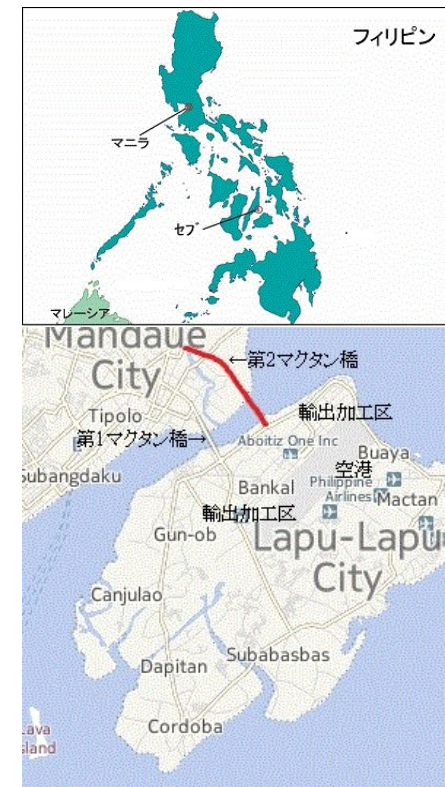 フィリピン
マニラ
セブ
マレーシア
Mandaue
City
←第2マクタン橋
Tipolo
輸出加工区
第1マクタン橋→
Aboitiz One Inc
Subangdaku
空港
Buaya
Bankal
Philippine
Airlines
Mactan
輸出加工区
Gun-ob
Lapu-Lapu
City
Canjulao
Subabasbas
Dapitan
Cordoba
Lava
Island